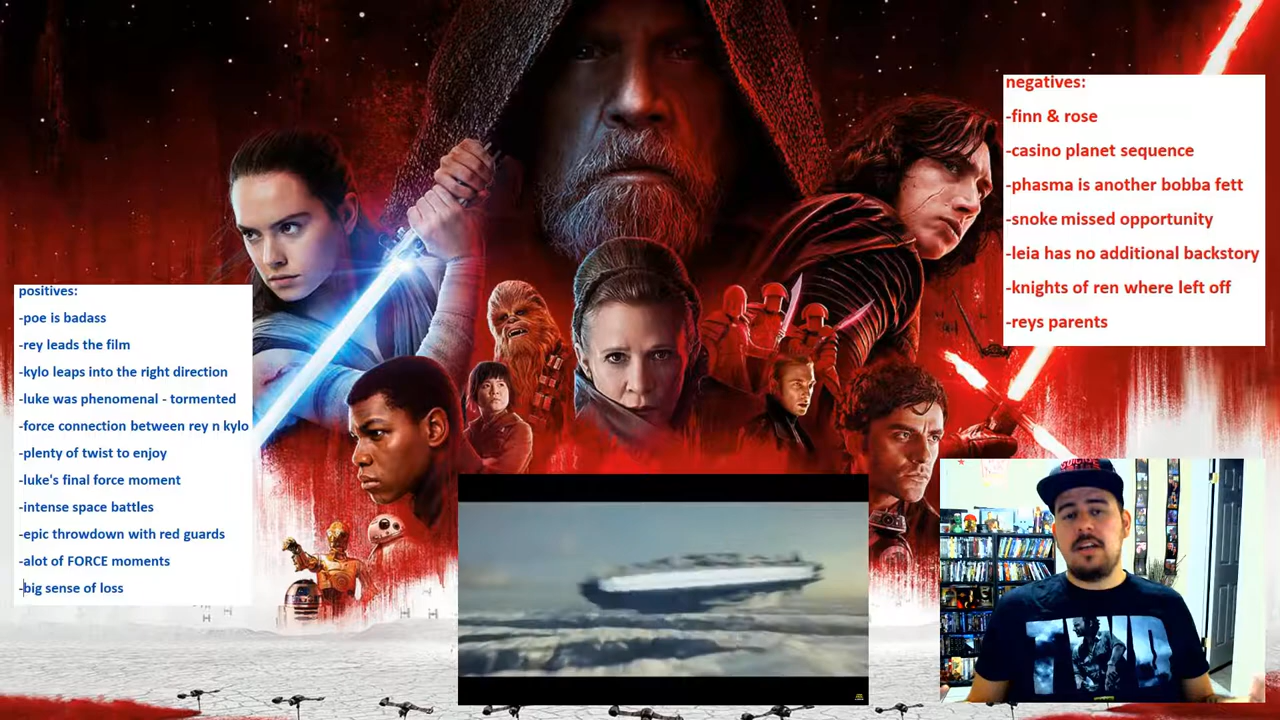 positives:
-poe is badass
-rey leads the film
-kylo leaps into the right direction
-luke was phenomenal - tormented
-force connection between rey n kylo
-plenty of twist to enjoy
-luke's final force moment
-intense space battles
-epic throwdown with red guards
-alot of FORCE moments
-big sense of loss
negatives:
-finn & rose
-casino planet sequence
-phasma is another bobba fett
-snoke missed opportunity
-leia has no additional backstory
-knights of ren where left off
-reys parents
TWD